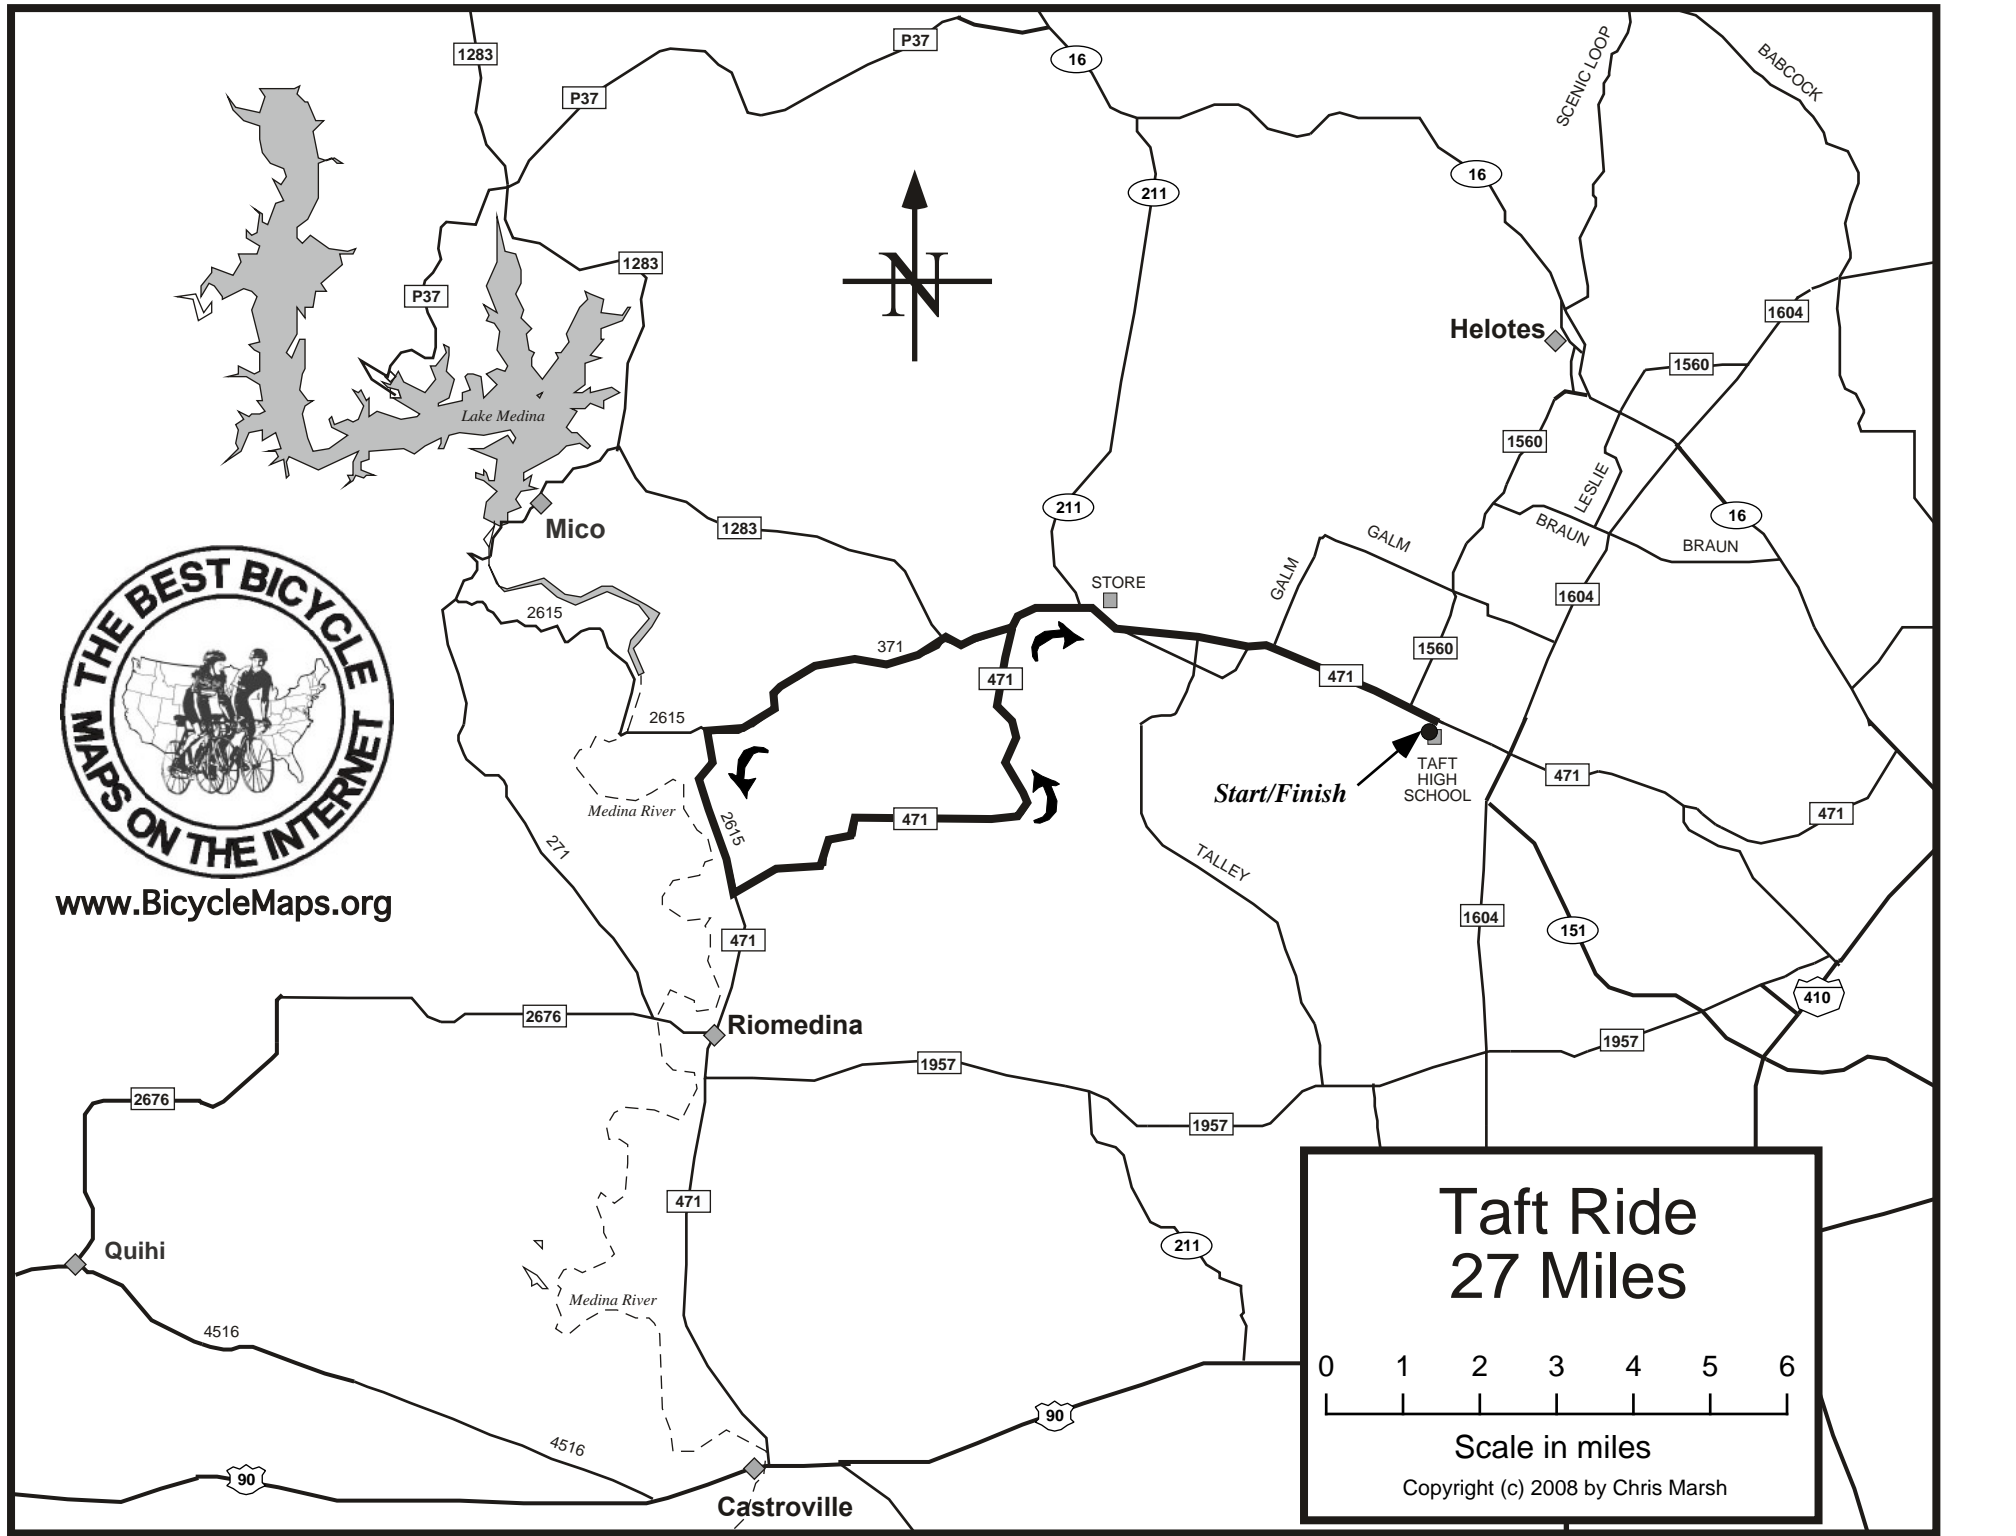 1283
P37
16
SCENIC LOOP
BABCOCK
P37
16
211
1283
P37
N
1604
Helotes
1560
Lake Medina
1560
LESLIE
211
16
Mico
1283
BRAUN
BRAUN
GALM
GALM
STORE
1604
THE BEST BICYCLE
MAPS ON THE INTERNET
www.BicycleMaps.org
2615
371
1560
471
471
2615
TAFT
HIGH
SCHOOL
Start/Finish
471
Medina River
2615
471
471
271
TALLEY
1604
151
471
410
2676
Riomedina
1957
1957
2676
1957
471
Quihi
211
Medina River
4516
90
4516
90
Castroville
Taft Ride
27 Miles
0 1 2 3 4 5 6
Scale in miles
Copyright (c) 2008 by Chris Marsh